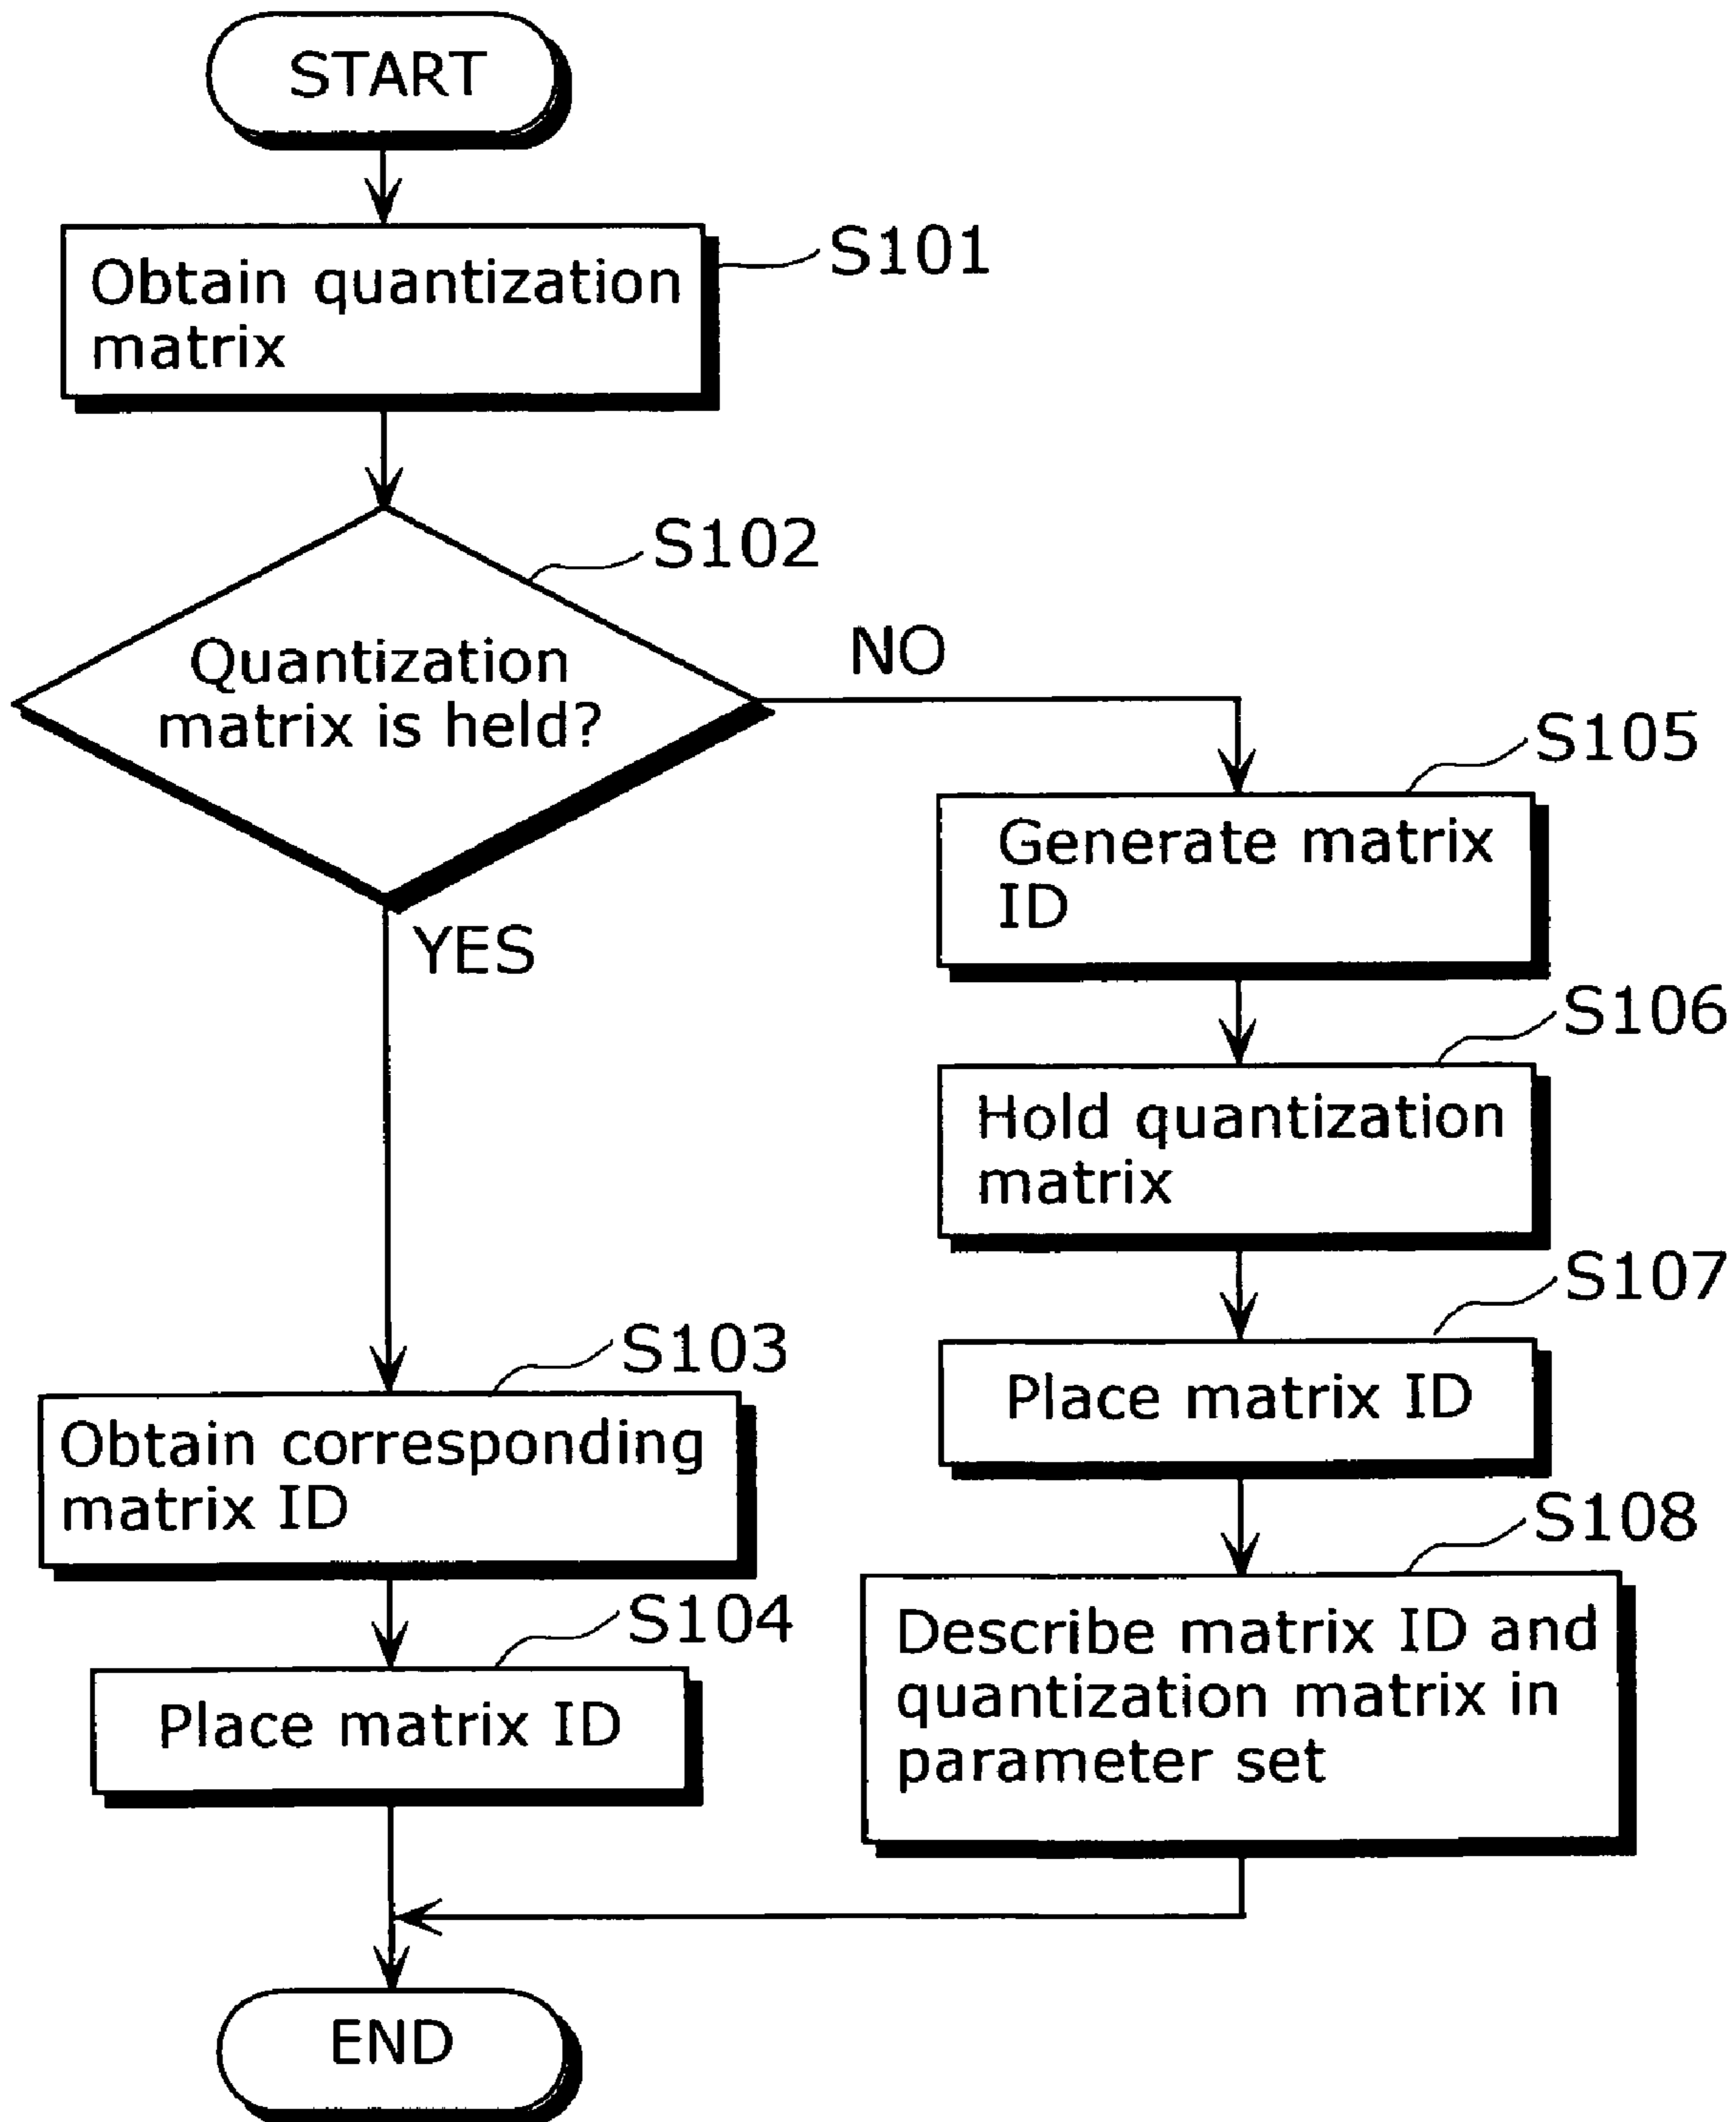 START
S101
Obtain quantization
matrix
S102
Quantization
matrix is held?
NO
YES
S105
Generate matrix
ID
S106
Hold quantization
matrix
S107
Place matrix ID
S103
Obtain corresponding
matrix ID
S108
Describe matrix ID and
quantization matrix in
parameter set
S104
Place matrix ID
END